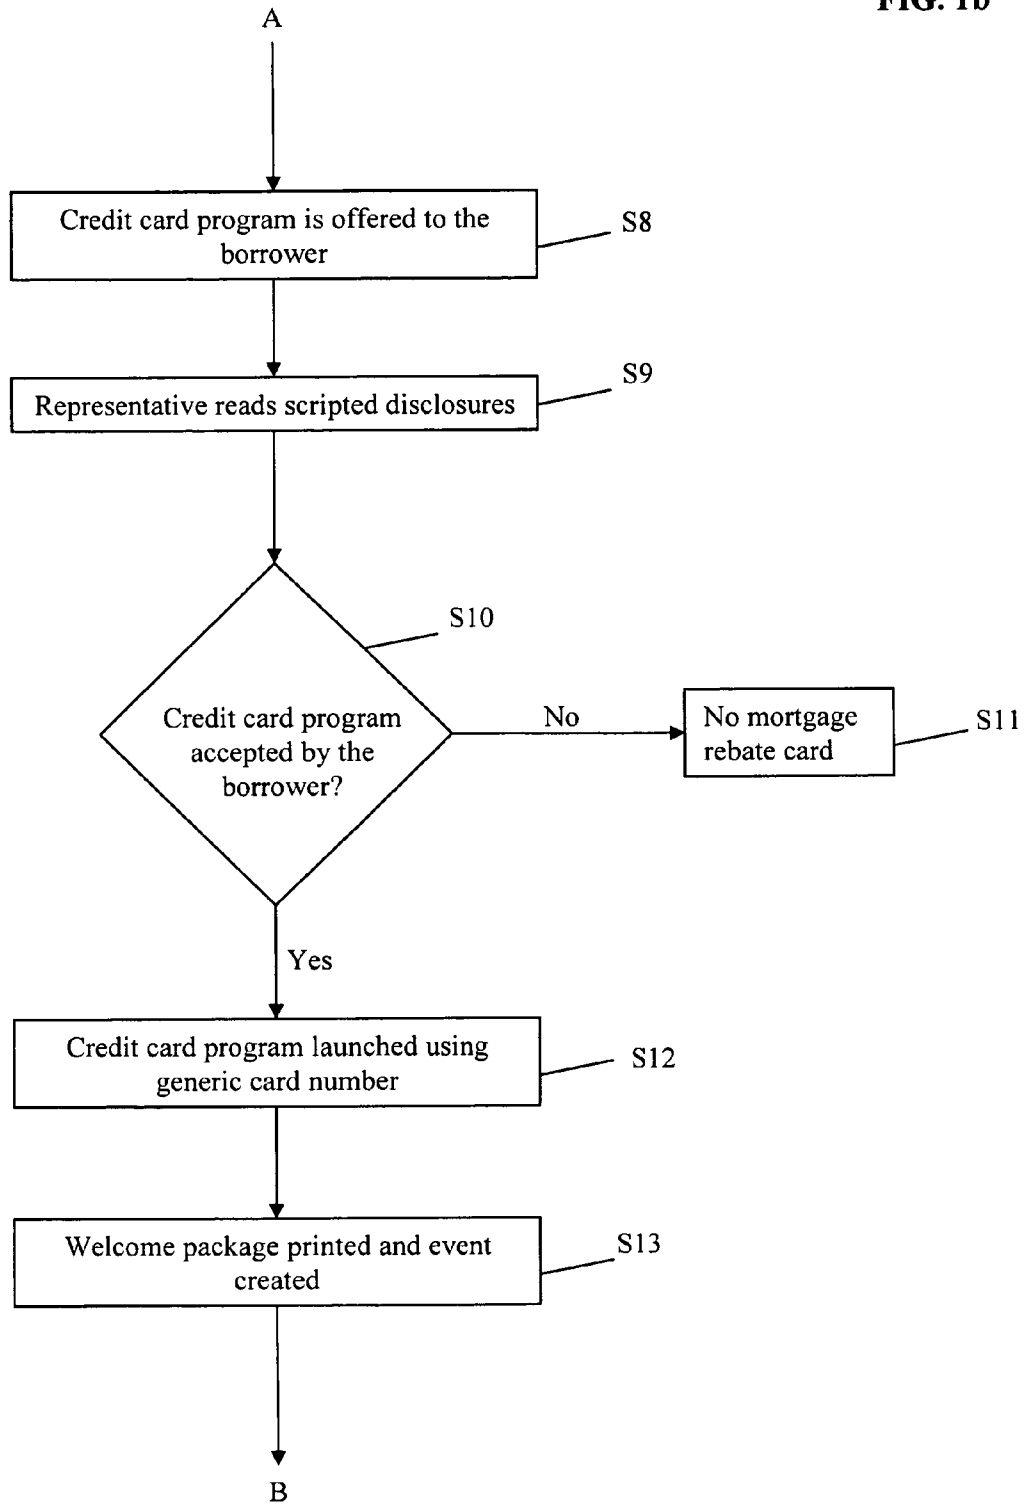 FIG. 1b
A
Credit card program is offered to the
borrower
S8
Representative reads scripted disclosures
S9
S10
Credit card program
accepted by the
borrower?
No
No mortgage
rebate card
S11
Yes
Credit card program launched using
generic card number
S12
Welcome package printed and event
created
S13
B